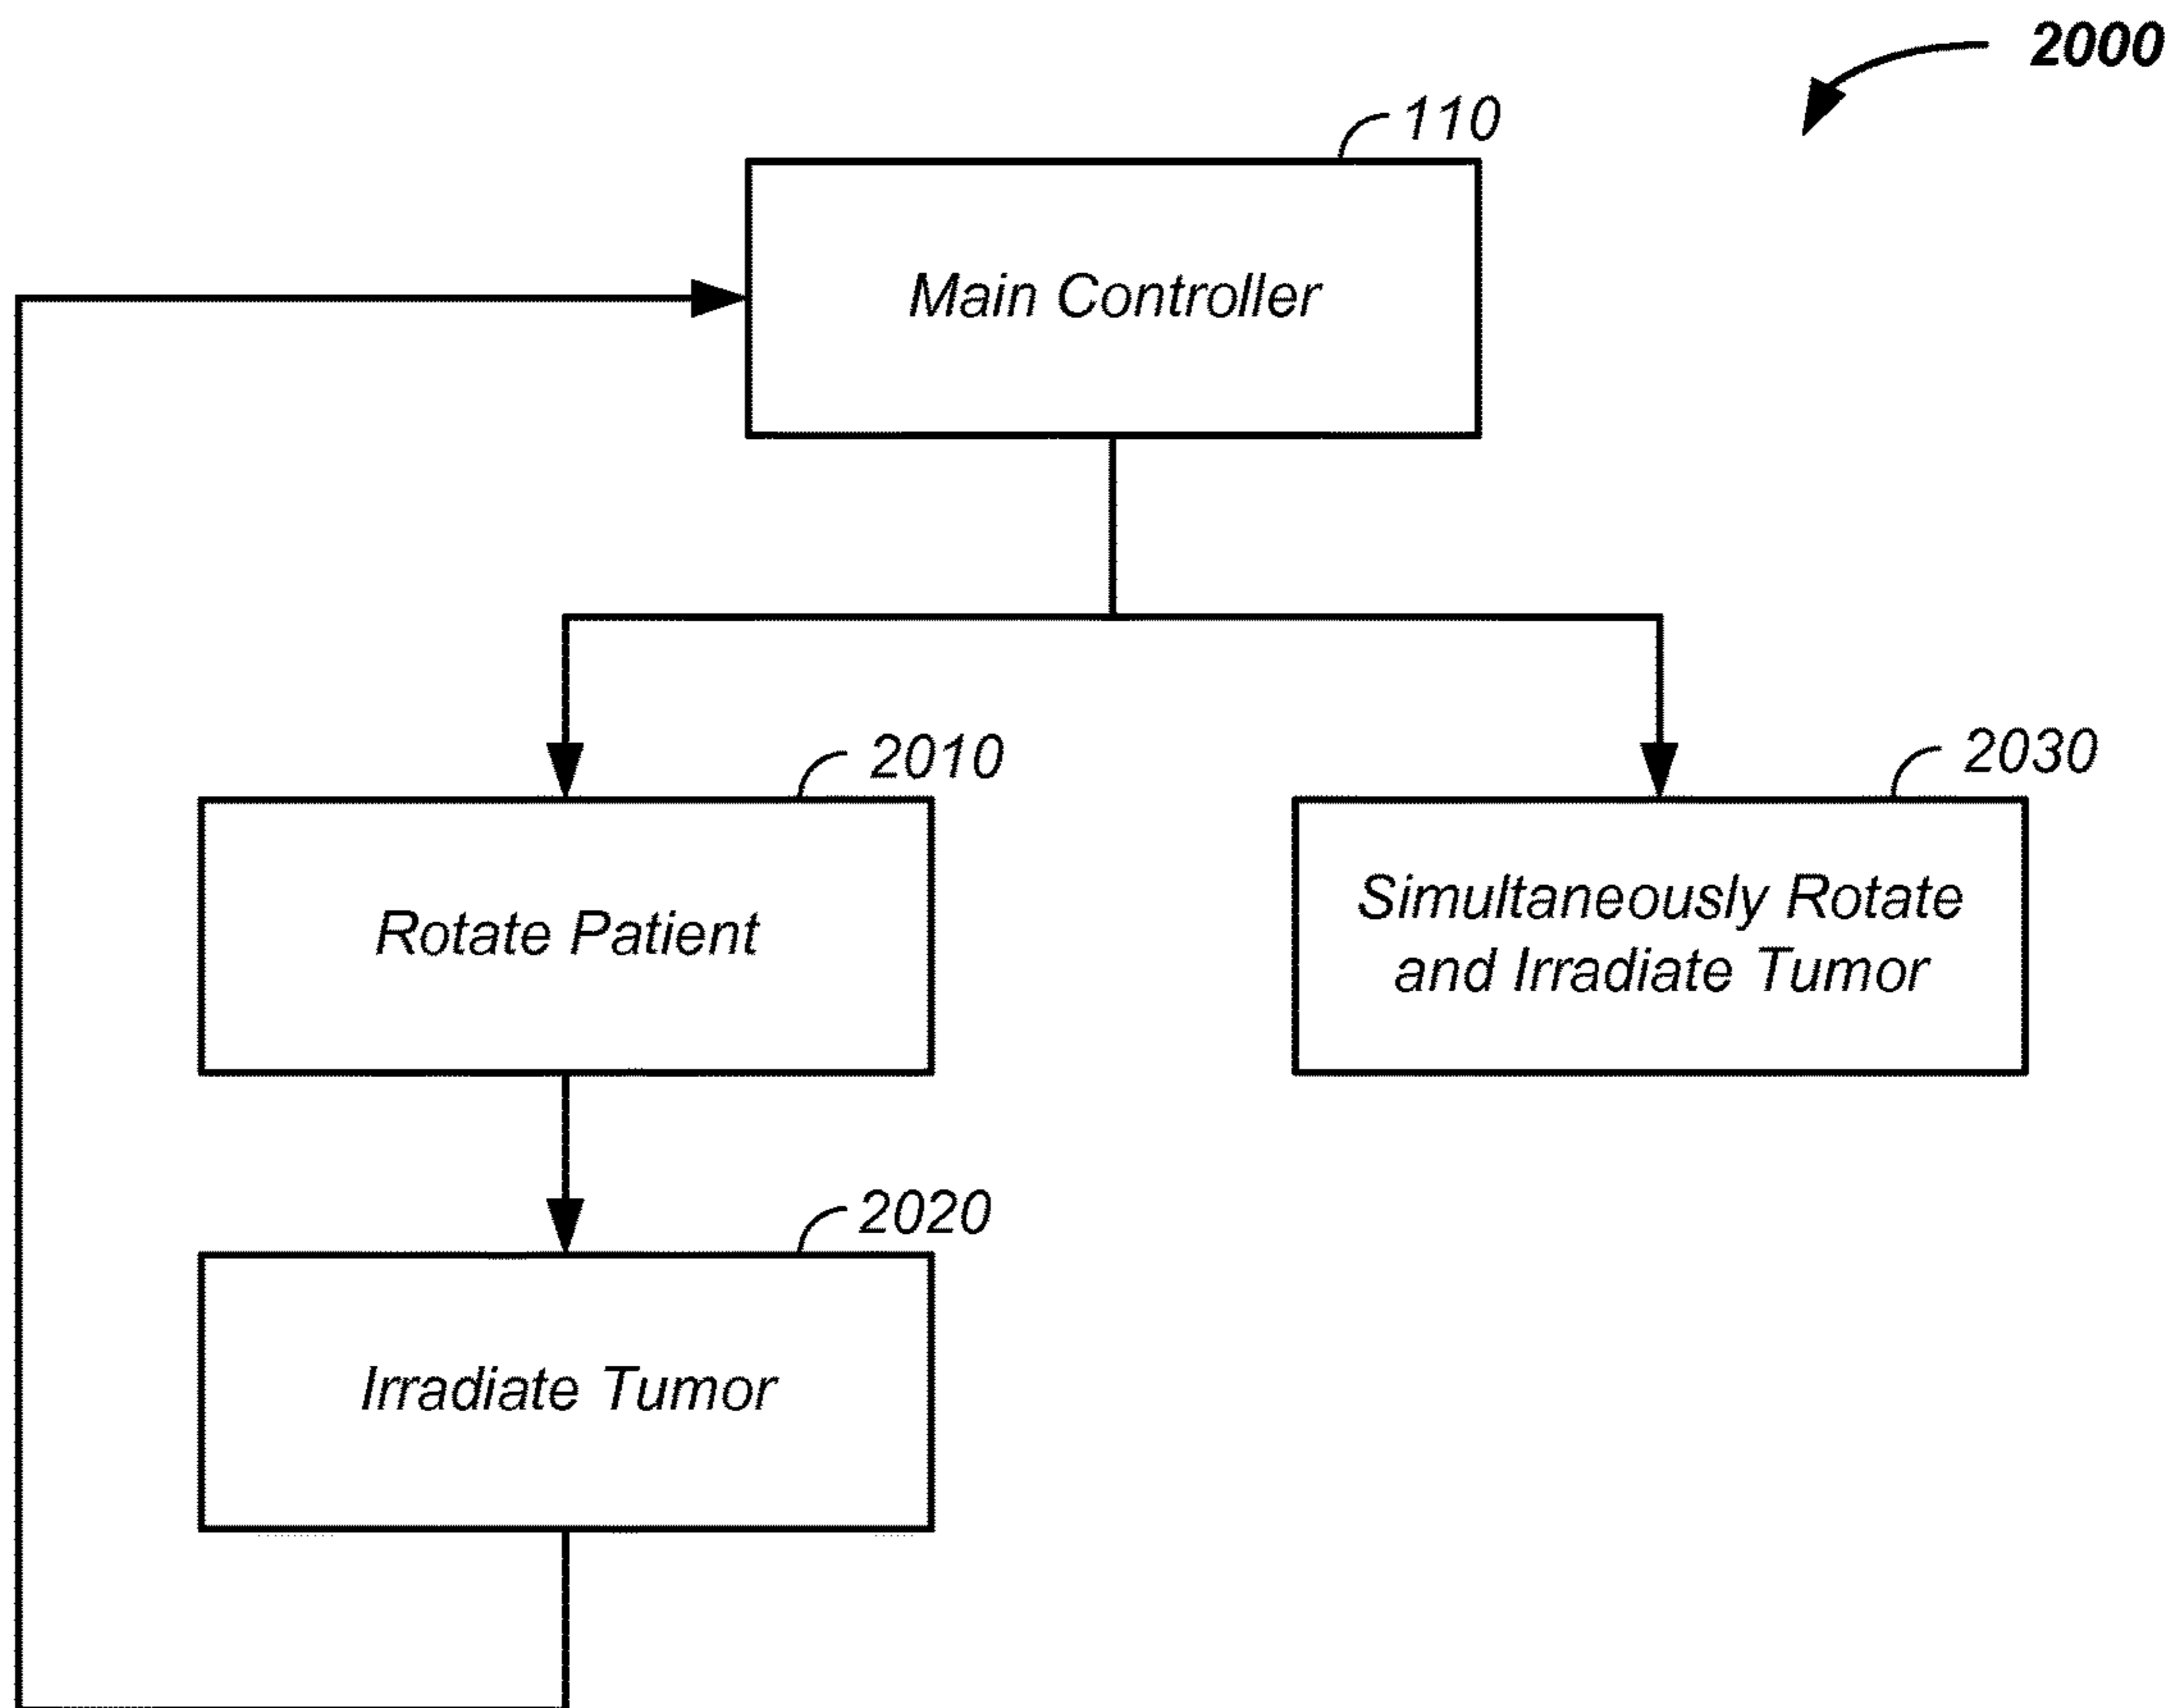 2000
110
Main Controller
2010
2030
Rotate Patient
Simultaneously Rotate
and Irradiate Tumor
2020
Irradiate Tumor